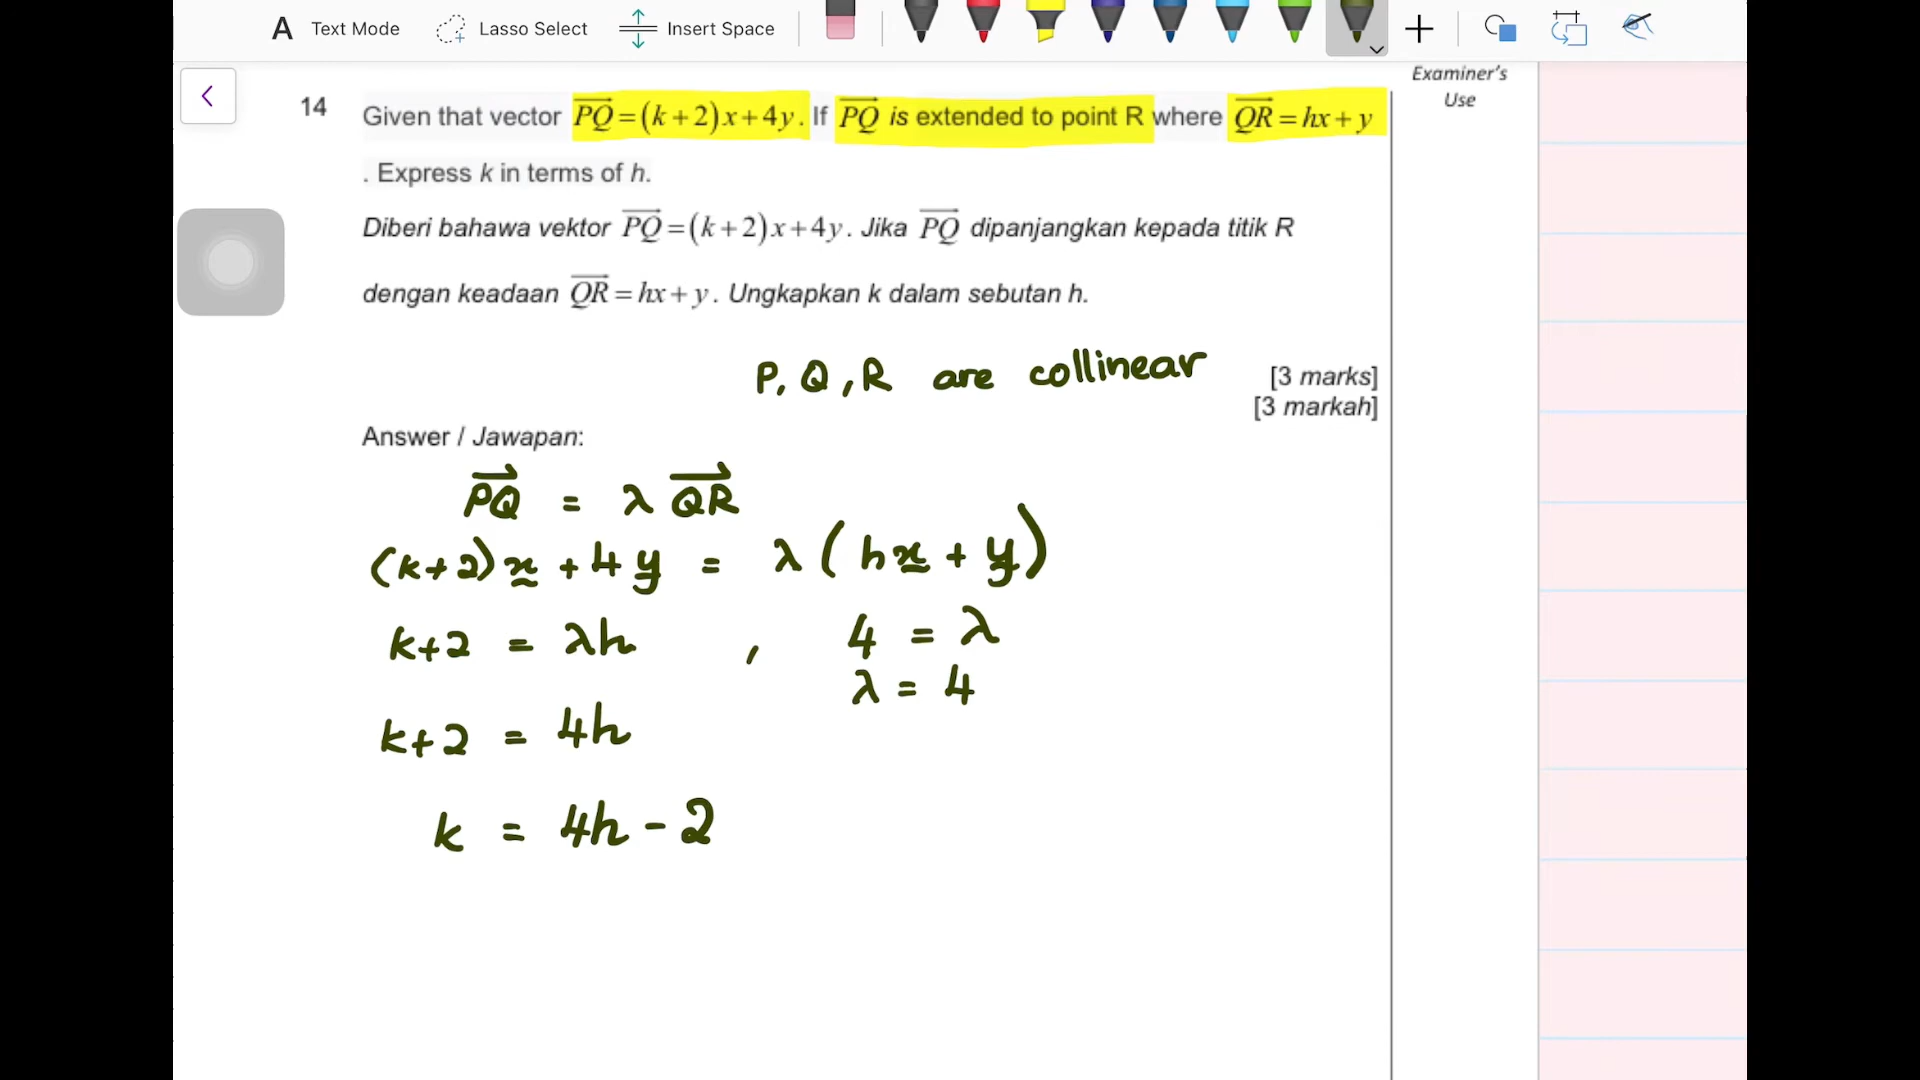 A Text Mode Lasso Select Insert Space
Examiner's
Use
14 Given that vector PQ⃗ = (k + 2)x + 4y. If PQ⃗ is extended to point R where QR⃗ = hx + y
. Express k in terms of h.
Diberi bahawa vektor PQ⃗ = (k + 2)x + 4y. Jika PQ⃗ dipanjangkan kepada titik R
dengan keadaan QR⃗ = hx + y. Ungkapkan k dalam sebutan h.
P, Q, R are collinear
[3 marks]
[3 markah]
Answer / Jawapan:
PQ⃗ = λ QR⃗
(k+2)x + 4y = λ(hx + y)
k+2 = λh , 4 = λ
λ = 4
k+2 = 4h
k = 4h - 2